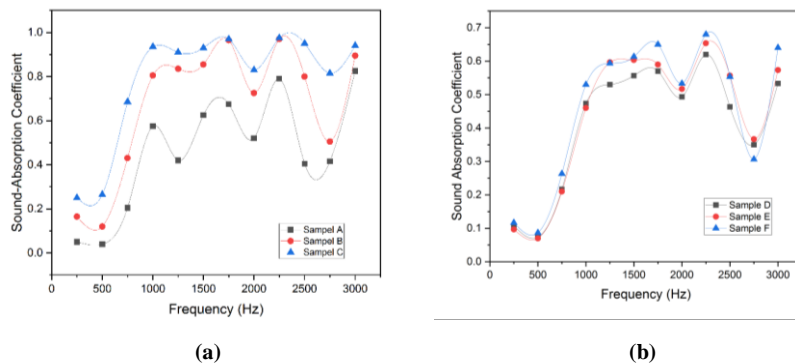 Sound-Absorption Coefficient
1.0
0.8
0.6
0.4
0.2
0.0
0 500 1000 1500 2000 2500 3000
Frequency (Hz)
Sampel A
Sampel B
Sampel C
(a)
Sound Absorption Coefficient
0.7
0.6
0.5
0.4
0.3
0.2
0.1
0.0
0 500 1000 1500 2000 2500 3000
Frequency (Hz)
Sample D
Sample E
Sample F
(b)